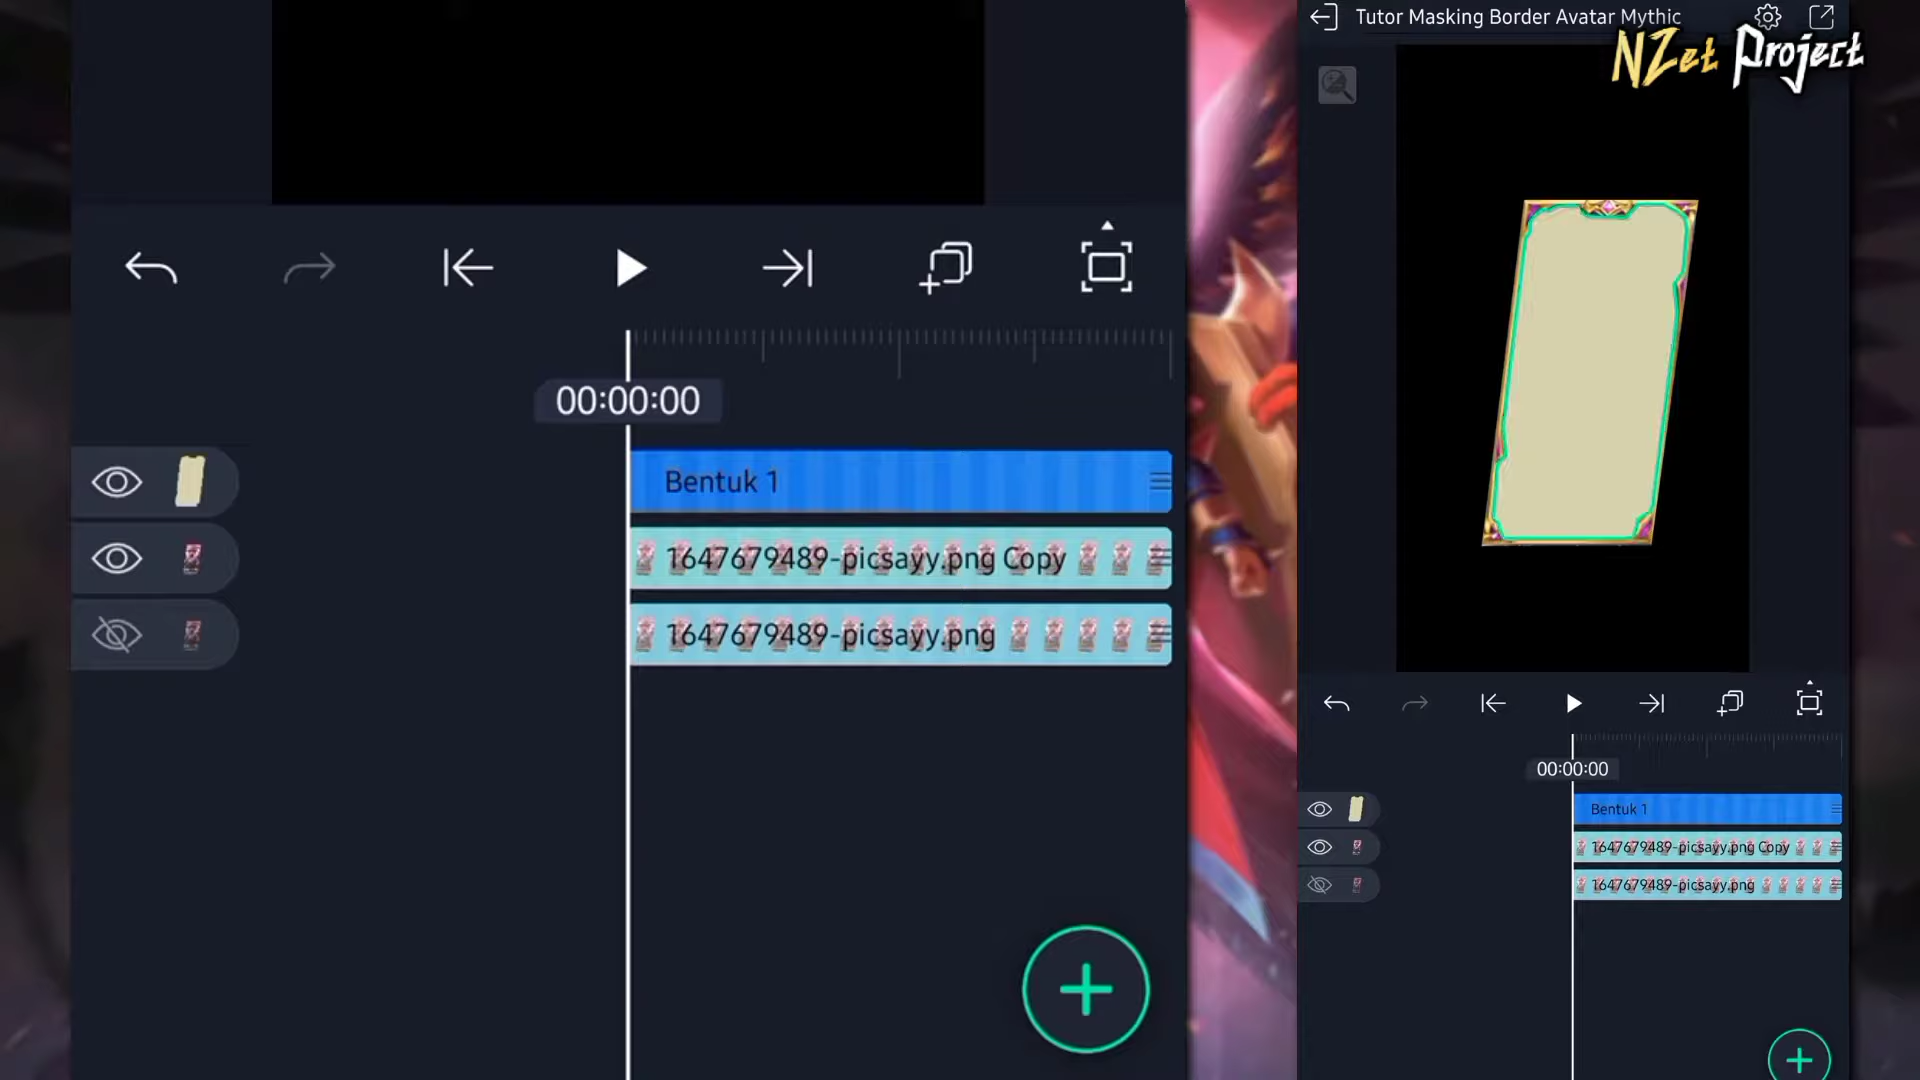 Tutor Masking Border Avatar Mythic
NZet Project
00:00:00
Bentuk 1
1647679489-picsayy.png Copy
1647679489-picsayy.png
00:00:00
Bentuk 1
1647679489-picsayy.png Copy
1647679489-picsayy.png